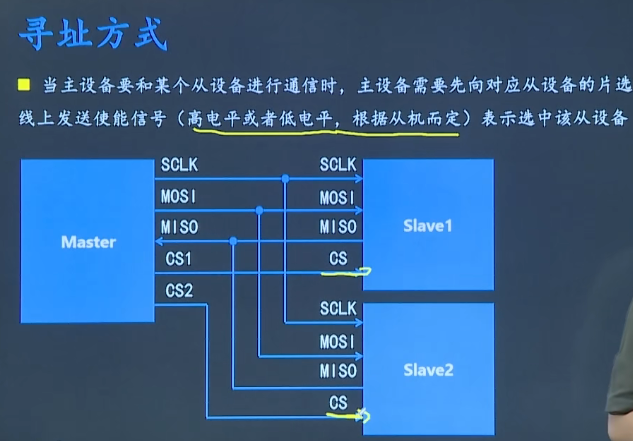 寻址方式
当主设备要和某个从设备进行通信时，主设备需要先向对应从设备的片选
线上发送使能信号（高电平或者低电平，根据从机而定）表示选中该从设备
SCLK SCLK
MOSI MOSI
MISO MISO
Master Slave1
CS1 CS
CS2
SCLK
MOSI
MISO
Slave2
CS